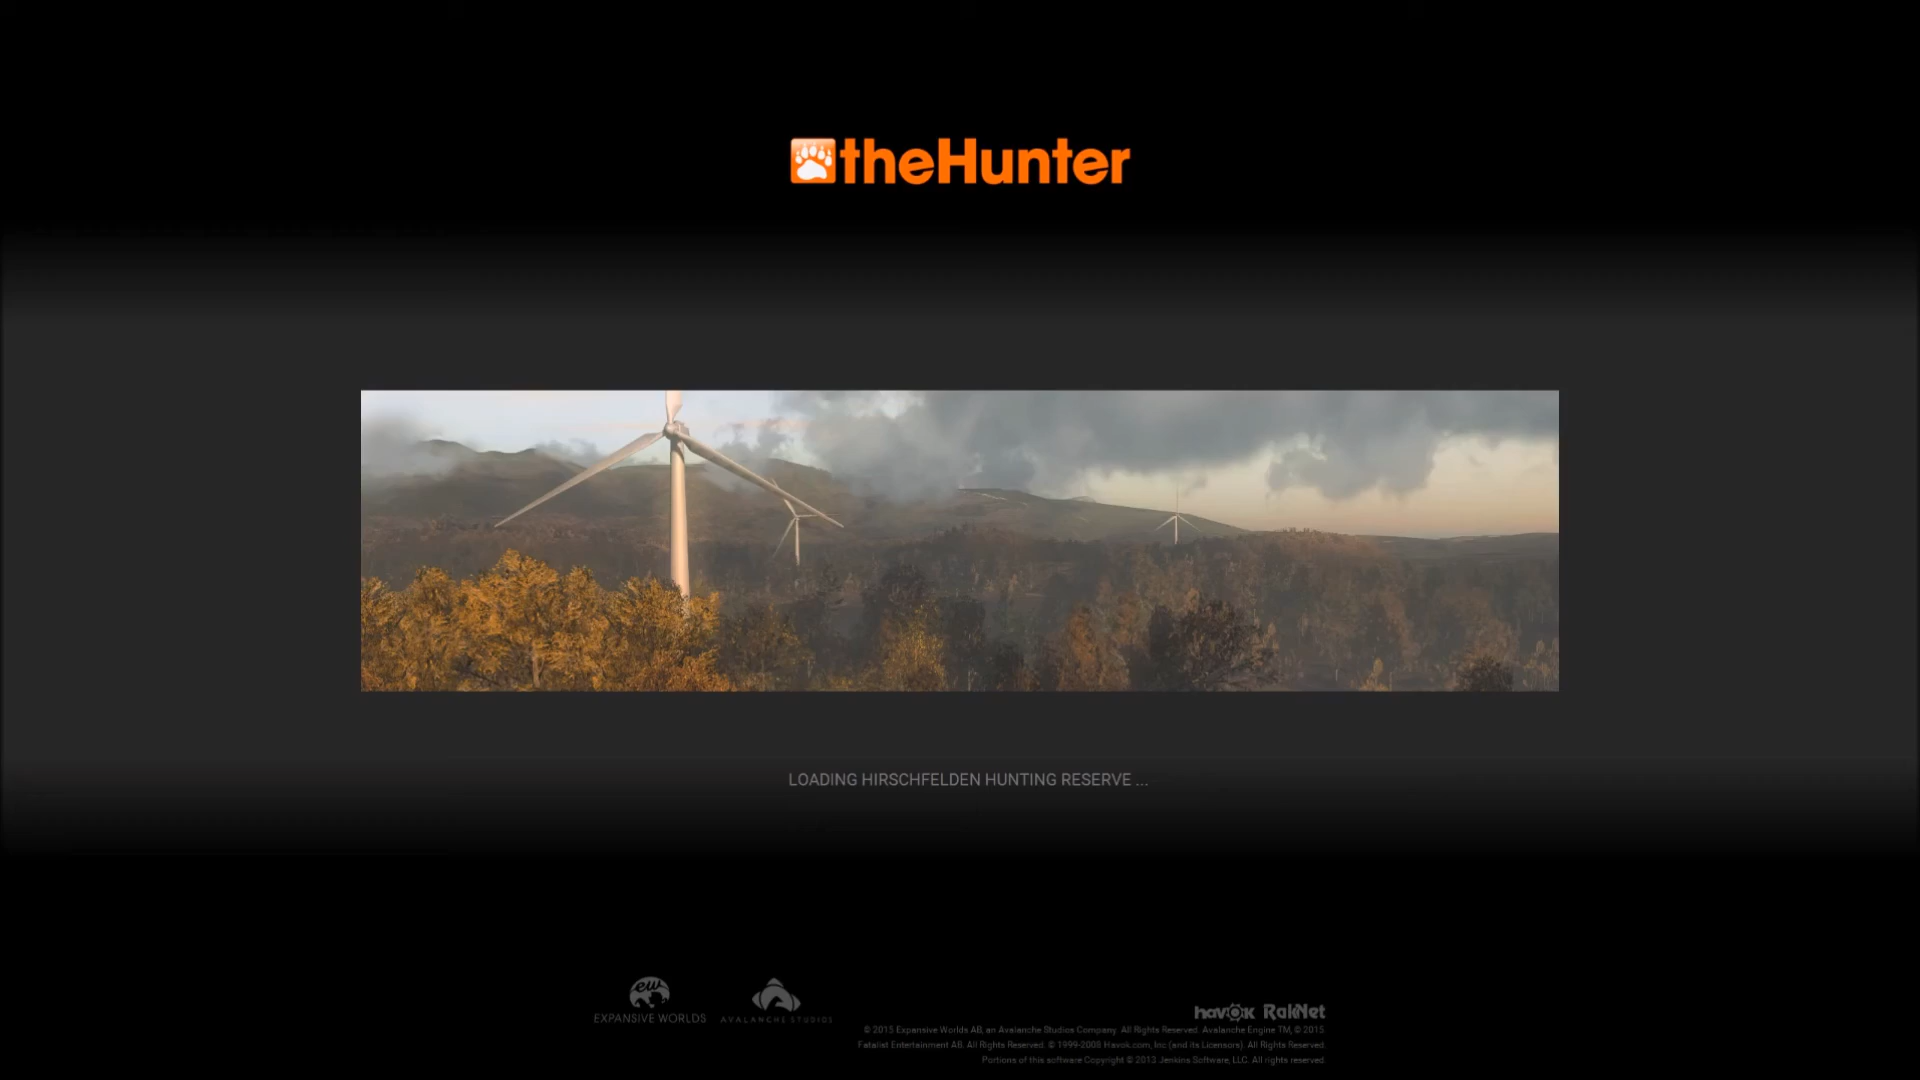 theHunter
LOADING HIRSCHFELDEN HUNTING RESERVE ...
ew
EXPANSIVE WORLDS
AVALANCHE STUDIOS
havok RakNet
© 2015 Expansive Worlds AB, an Avalanche Studios Company. All Rights Reserved. Avalanche Engine TM, © 2015
Fatalist Entertainment AB. All Rights Reserved. © 1999-2008 Havok.com, Inc (and its Licensors). All Rights Reserved.
Portions of this software Copyright © 2013 Jenkins Software, LLC. All rights reserved.